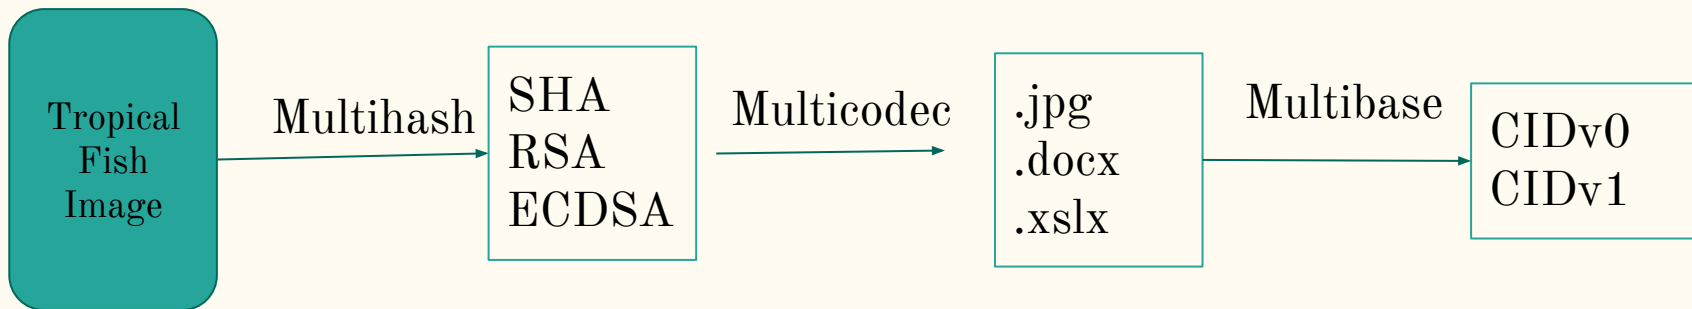 Tropical
Fish
Image
Multihash
SHA
RSA
ECDSA
Multicodec
.jpg
.docx
.xslx
Multibase
CIDv0
CIDv1